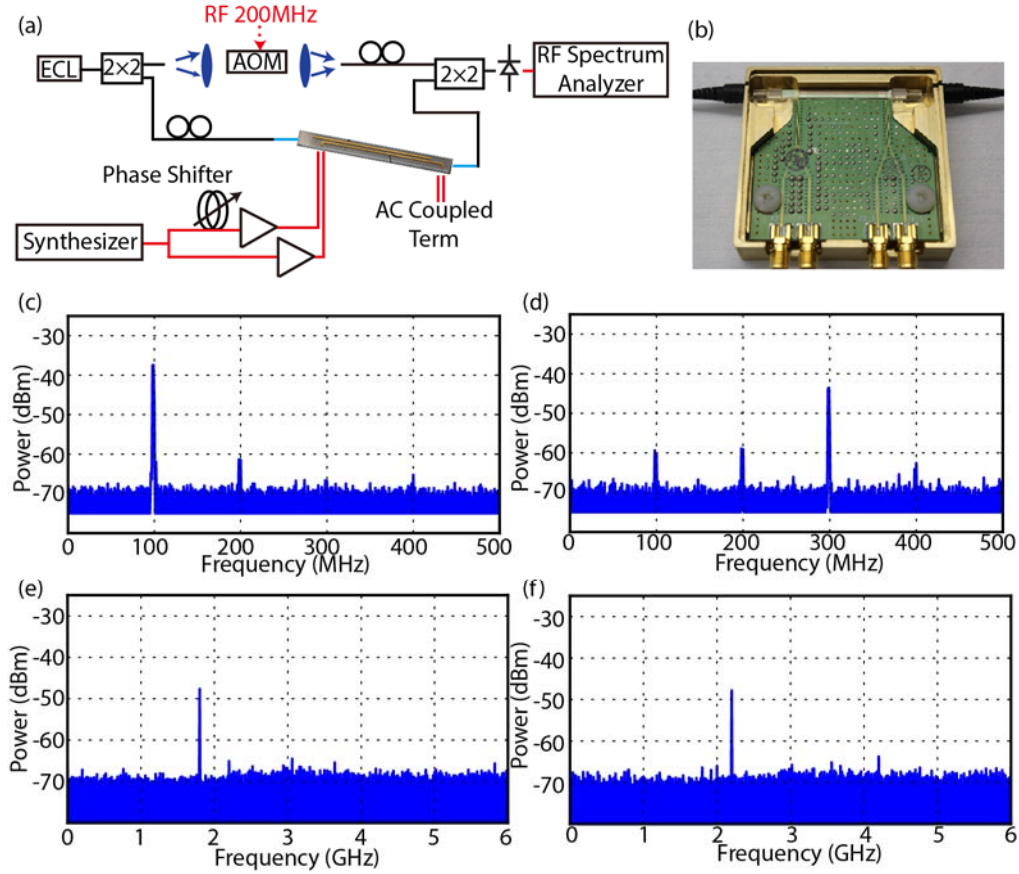 (a)
RF 200MHz
ECL
2×2
AOM
2×2
RF Spectrum
Analyzer
Phase Shifter
Synthesizer
AC Coupled
Term
(b)
(c)
Power (dBm)
-30
-40
-50
-60
-70
0 100 200 300 400 500
Frequency (MHz)
(d)
Power (dBm)
-30
-40
-50
-60
-70
0 100 200 300 400 500
Frequency (MHz)
(e)
Power (dBm)
-30
-40
-50
-60
-70
0 1 2 3 4 5 6
Frequency (GHz)
(f)
Power (dBm)
-30
-40
-50
-60
-70
0 1 2 3 4 5 6
Frequency (GHz)